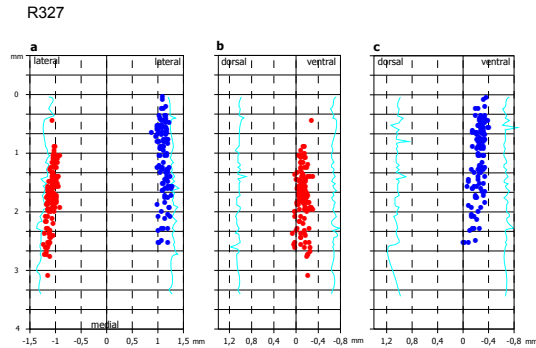 R327
a b c
mm lateral lateral dorsal ventral dorsal ventral
0
1
2
3
medial
4
-1,5 -1 -0,5 0 0,5 1 1,5 mm 1,2 0,8 0,4 0 -0,4 -0,8 mm 1,2 0,8 0,4 0 -0,4 -0,8 mm